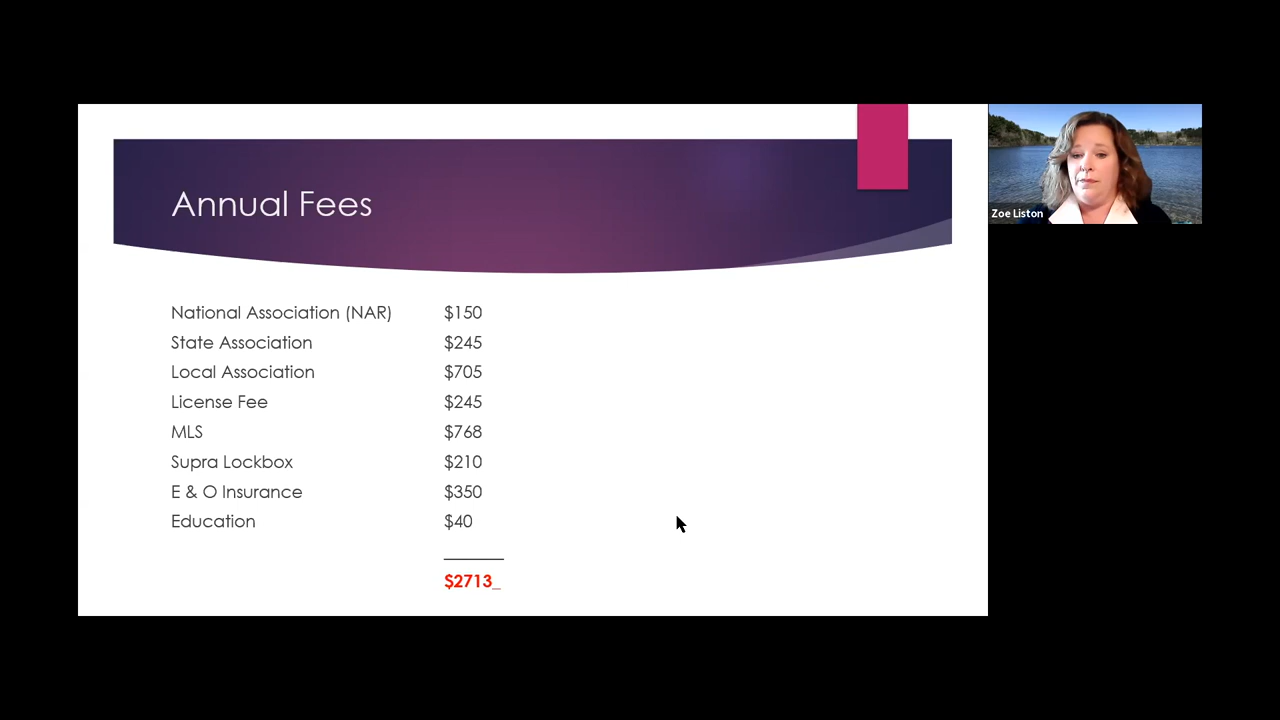 Annual Fees
National Association (NAR) $150
State Association $245
Local Association $705
License Fee $245
MLS $768
Supra Lockbox $210
E & O Insurance $350
Education $40
$2713_
Zoe Liston